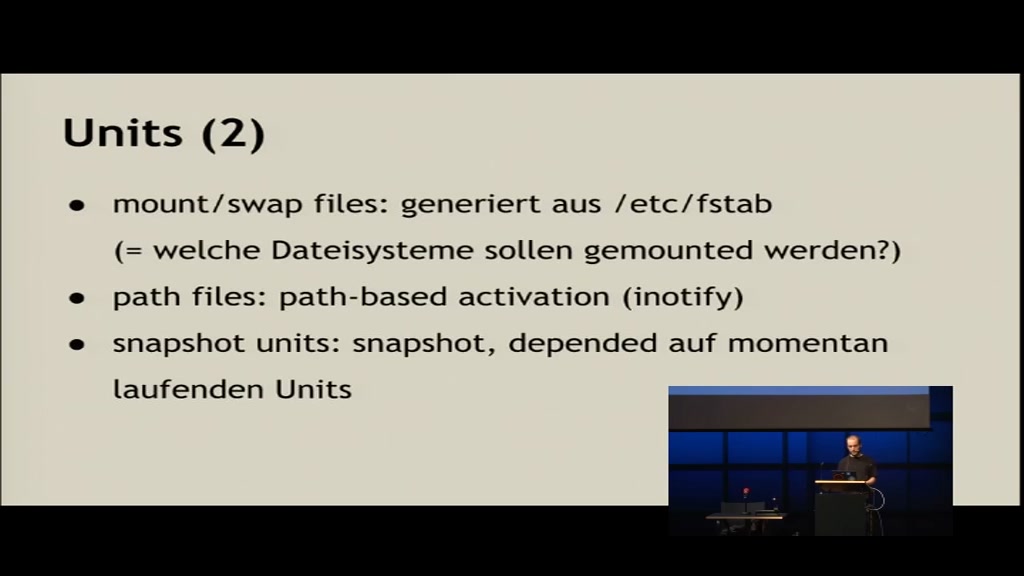 Units (2)
● mount/swap files: generiert aus /etc/fstab
(= welche Dateisysteme sollen gemounted werden?)
● path files: path-based activation (inotify)
● snapshot units: snapshot, depended auf momentan
laufenden Units